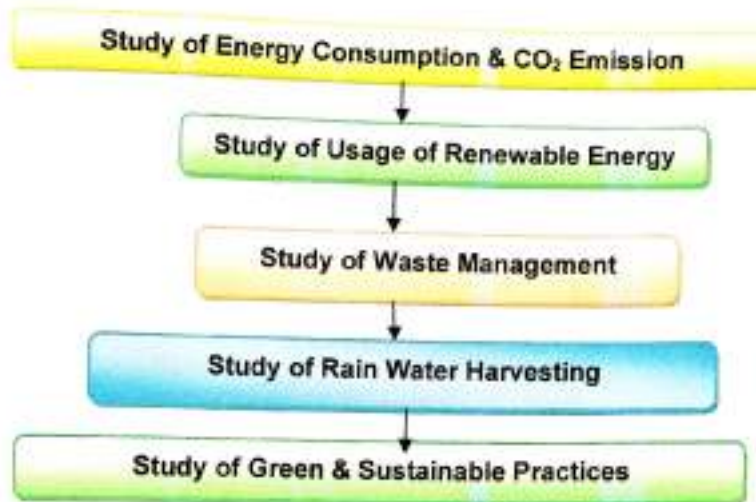 Study of Energy Consumption & CO₂ Emission
Study of Usage of Renewable Energy
Study of Waste Management
Study of Rain Water Harvesting
Study of Green & Sustainable Practices